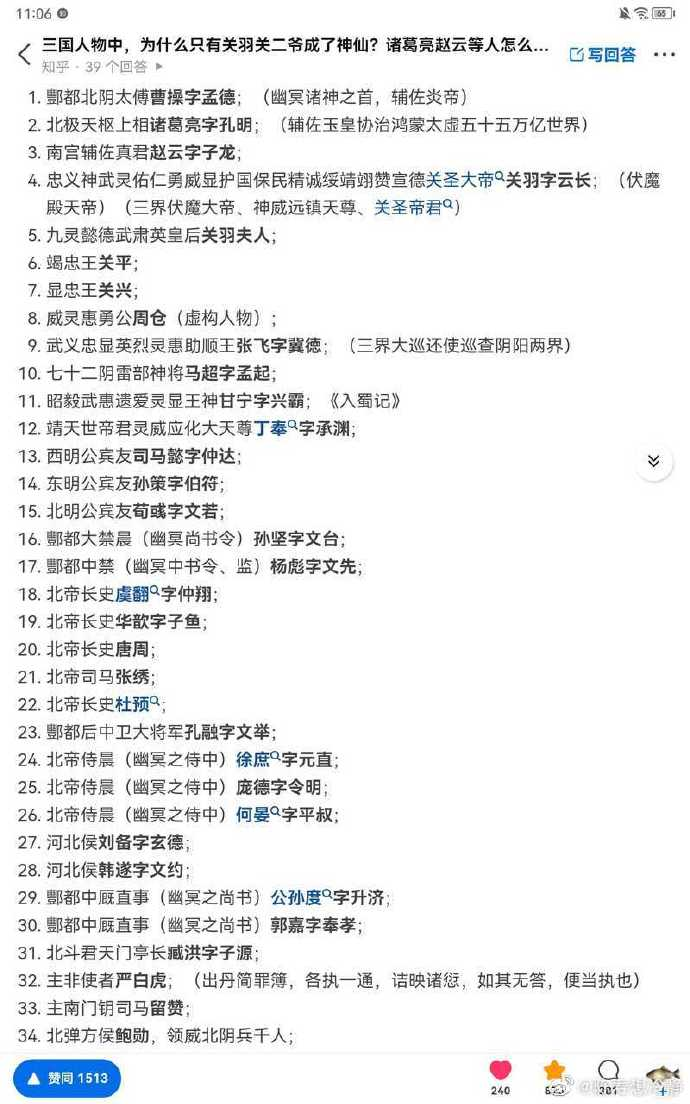 11:06
三国人物中，为什么只有关羽关二爷成了神仙？诸葛亮赵云等人怎么...
知乎 · 39 个回答
写回答
1. 酆都北阴太傅曹操字孟德；（幽冥诸神之首，辅佐炎帝）
2. 北极天枢上相诸葛亮字孔明；（辅佐玉皇协治鸿蒙太虚五十五万亿世界）
3. 南宫辅佐真君赵云字子龙；
4. 忠义神武灵佑仁勇威显护国保民精诚绥靖翊赞宣德关圣大帝关羽字云长；（伏魔
殿天帝）（三界伏魔大帝、神威远镇天尊、关圣帝君）
5. 九灵懿德武肃英皇后关羽夫人；
6. 竭忠王关平；
7. 显忠王关兴；
8. 威灵惠勇公周仓（虚构人物）；
9. 武义忠显英烈灵惠助顺王张飞字冀德；（三界大巡还使巡查阴阳两界）
10. 七十二阴雷部神将马超字孟起；
11. 昭毅武惠遗爱灵显王神甘宁字兴霸；《入蜀记》
12. 靖天世帝君灵威应化大天尊丁奉字承渊；
13. 西明公宾友司马懿字仲达；
14. 东明公宾友孙策字伯符；
15. 北明公宾友荀彧字文若；
16. 酆都大禁晨（幽冥尚书令）孙坚字文台；
17. 酆都中禁（幽冥中书令、监）杨彪字文先；
18. 北帝长史虞翻字仲翔；
19. 北帝长史华歆字子鱼；
20. 北帝长史唐周；
21. 北帝司马张绣；
22. 北帝长史杜预；
23. 酆都后中卫大将军孔融字文举；
24. 北帝侍晨（幽冥之侍中）徐庶字元直；
25. 北帝侍晨（幽冥之侍中）庞德字令明；
26. 北帝侍晨（幽冥之侍中）何晏字平叔；
27. 河北侯刘备字玄德；
28. 河北侯韩遂字文约；
29. 酆都中厩直事（幽冥之尚书）公孙度字升济；
30. 酆都中厩直事（幽冥之尚书）郭嘉字奉孝；
31. 北斗君天门亭长臧洪字子源；
32. 主非使者严白虎；（出丹简罪簿，各执一通，诘映诸愆，如其无答，便当执也）
33. 主南门钥司马留赞；
34. 北弹方侯鲍勋，领威北阴兵千人；
赞同 1513
240